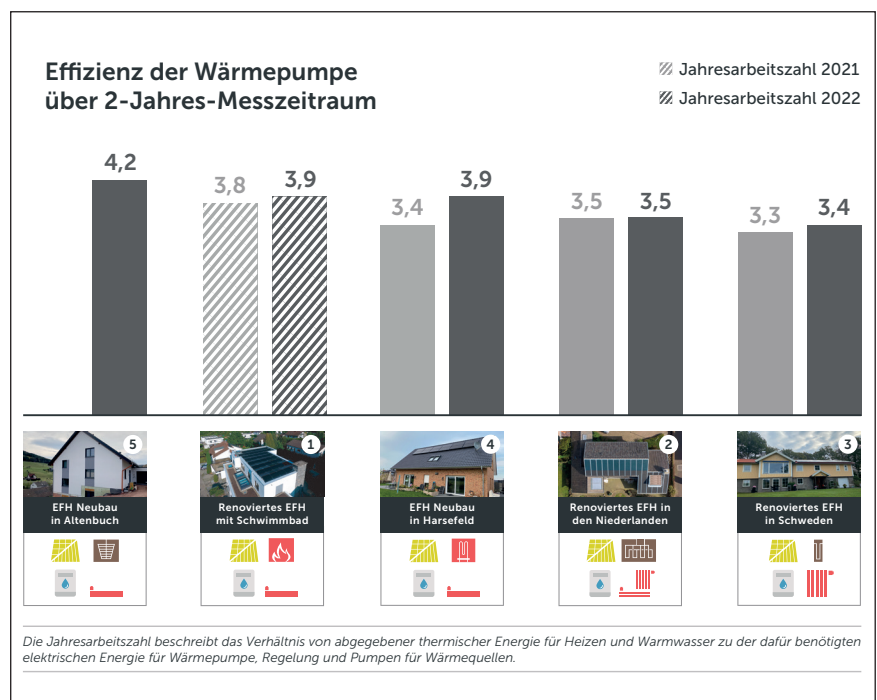 Effizienz der Wärmepumpe
über 2-Jahres-Messzeitraum
Jahresarbeitszahl 2021
Jahresarbeitszahl 2022
4,2
3,8
3,9
3,4
3,9
3,5
3,5
3,3
3,4
5
EFH Neubau
in Altenbuch
1
Renoviertes EFH
mit Schwimmbad
4
EFH Neubau
in Harsefeld
2
Renoviertes EFH in
den Niederlanden
3
Renoviertes EFH
in Schweden
Die Jahresarbeitszahl beschreibt das Verhältnis von abgegebener thermischer Energie für Heizen und Warmwasser zu der dafür benötigten
elektrischen Energie für Wärmepumpe, Regelung und Pumpen für Wärmequellen.